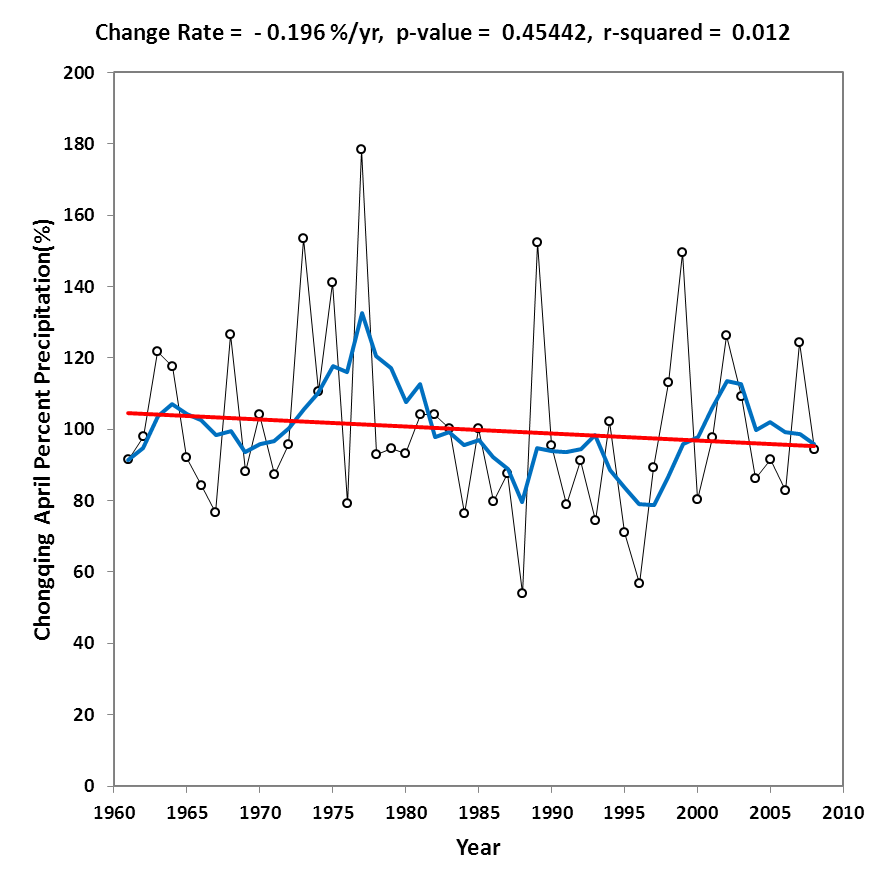 Change Rate = - 0.196 %/yr, p-value = 0.45442, r-squared = 0.012
200
180
160
140
120
100
80
60
40
20
0
Chongqing April Percent Precipitation(%)
1960 1965 1970 1975 1980 1985 1990 1995 2000 2005 2010
Year